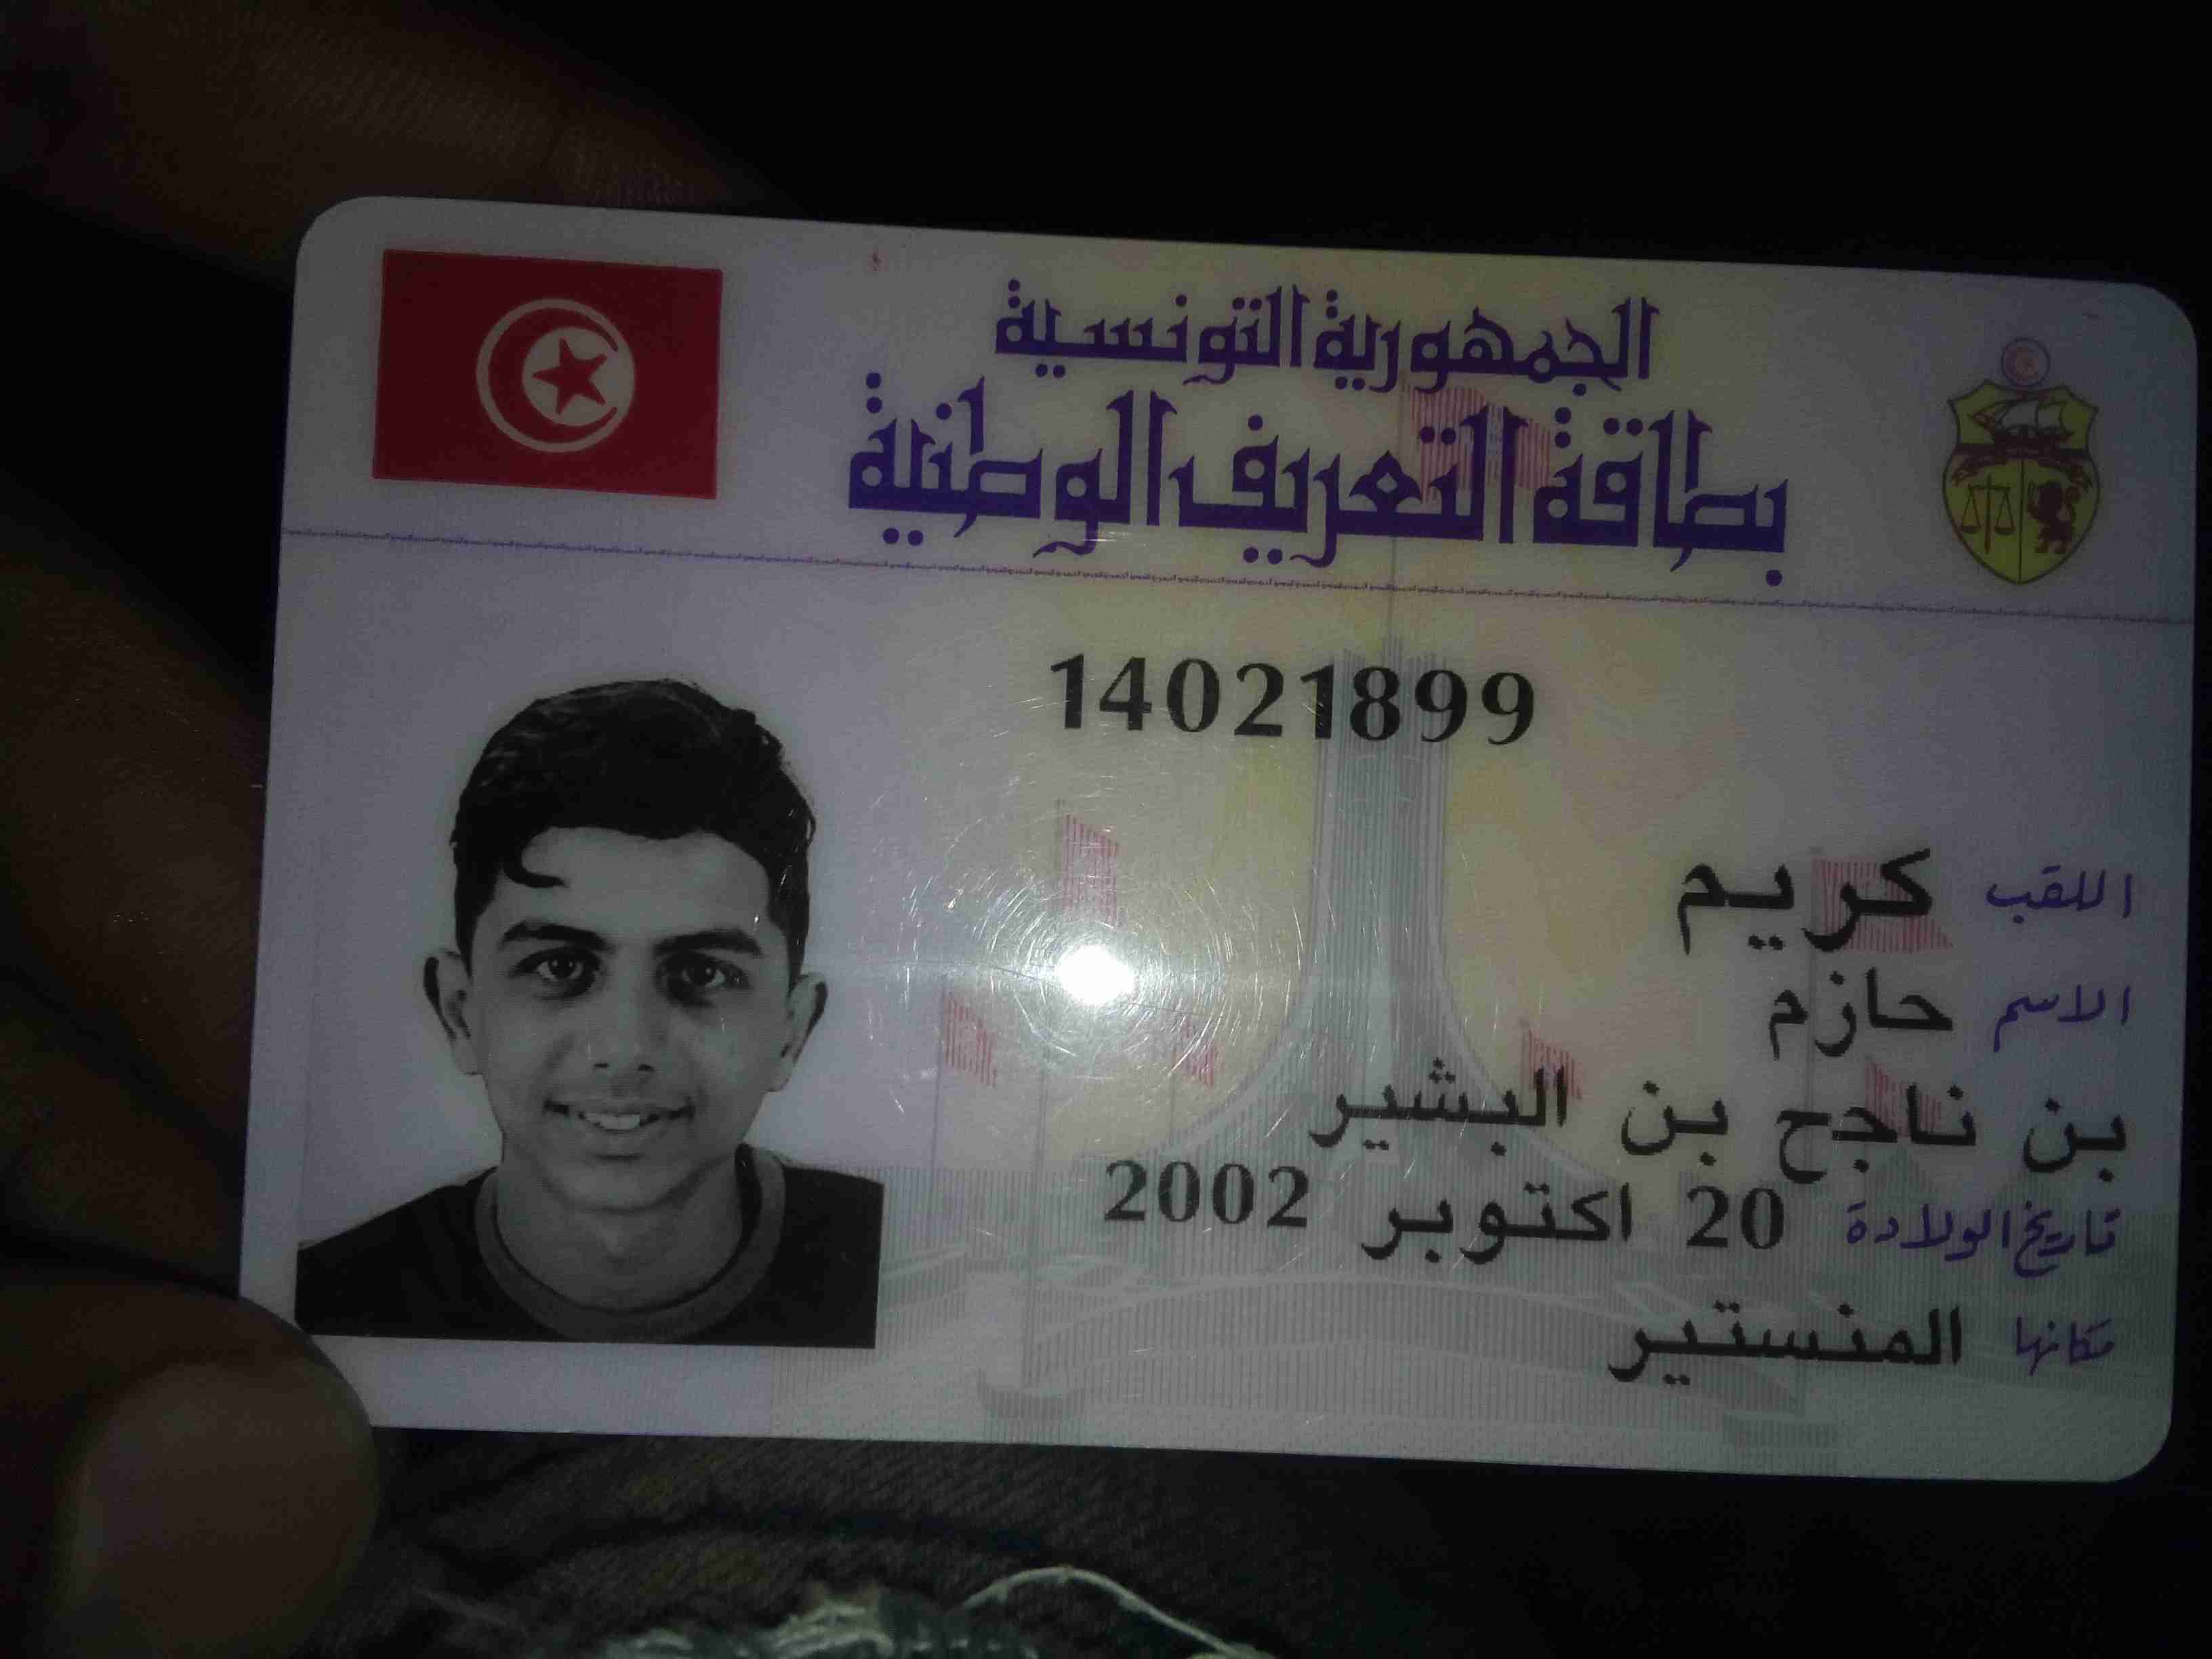 الجمهورية التونسية
بطاقة التعريف الوطنية
14021899
اللقب كريم
الاسم حازم
بن ناجح بن البشير
تاريخ الولادة 20 اكتوبر 2002
مكانها المنستير